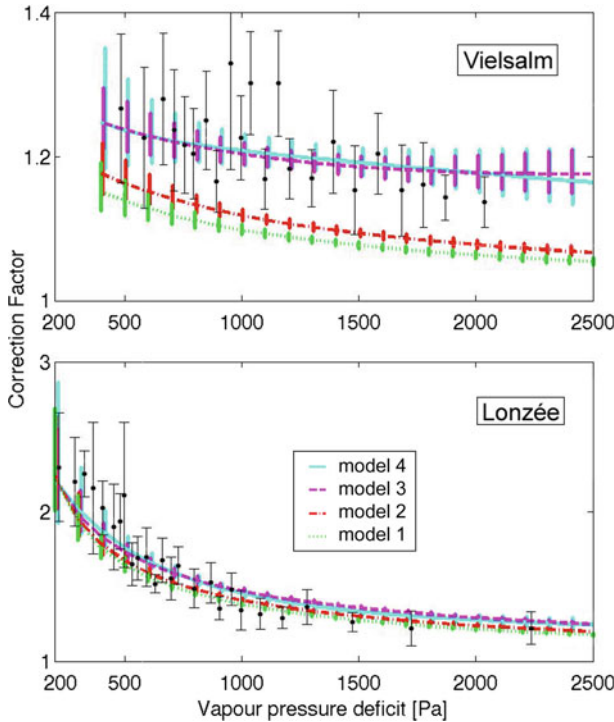 1.4
Vielsalm
1.2
1
200 500 1000 1500 2000 2500
Correction Factor
3
Lonzée
model 4
model 3
model 2
model 1
2
1
200 500 1000 1500 2000 2500
Vapour pressure deficit [Pa]